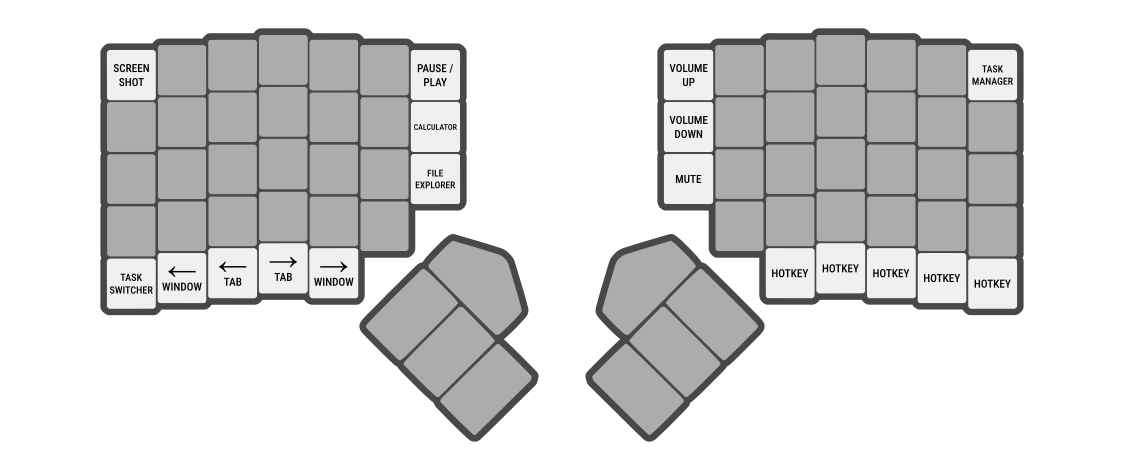 SCREEN
SHOT
PAUSE /
PLAY
CALCULATOR
FILE
EXPLORER
TASK
SWITCHER
←
WINDOW
←
TAB
→
TAB
→
WINDOW
VOLUME
UP
VOLUME
DOWN
MUTE
TASK
MANAGER
HOTKEY
HOTKEY
HOTKEY
HOTKEY
HOTKEY